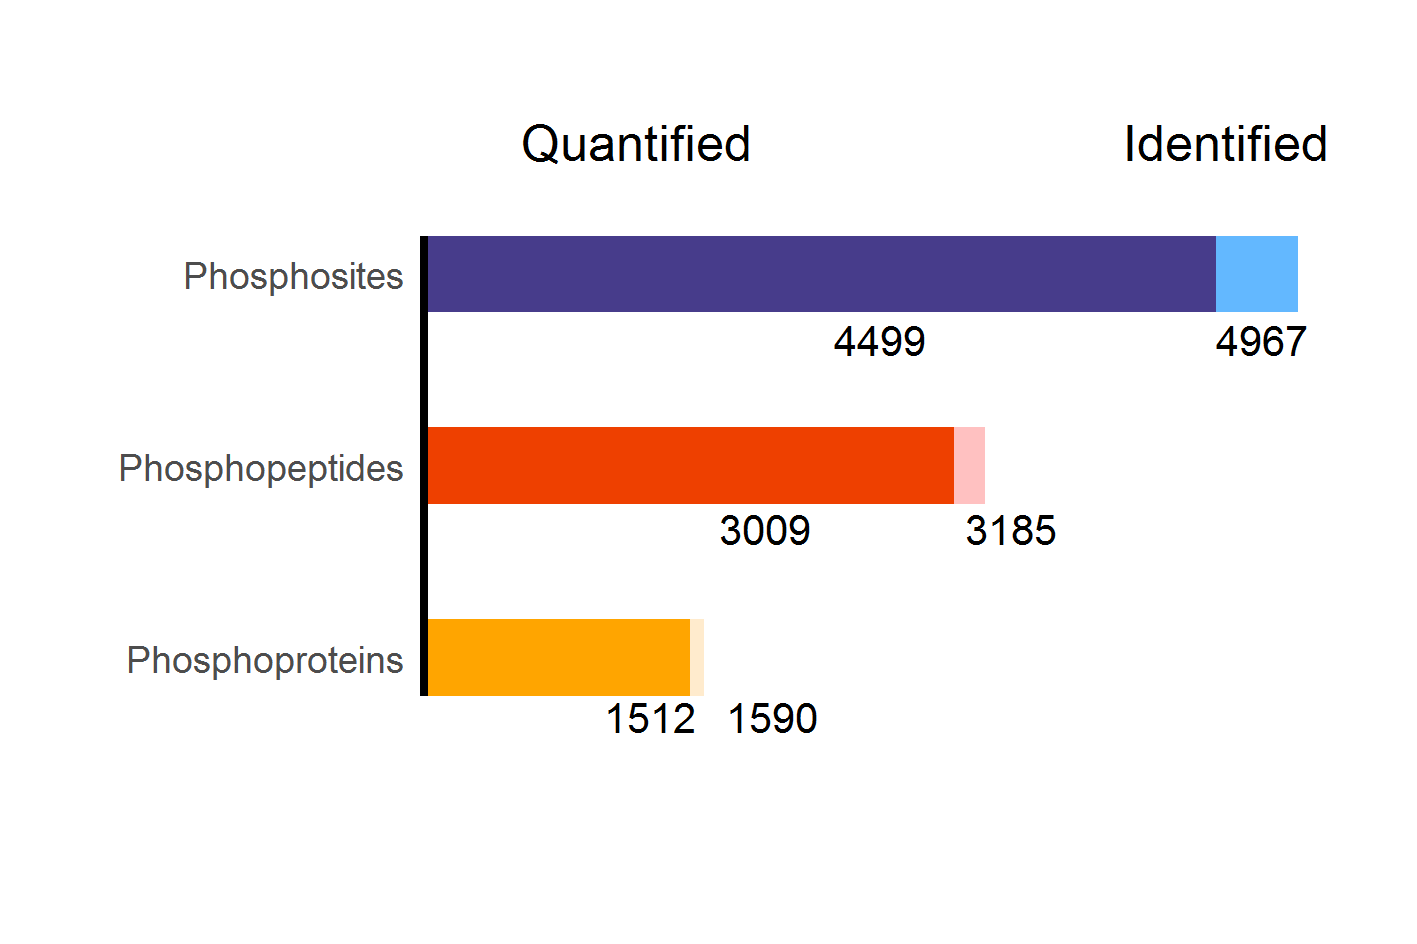 Quantified Identified
Phosphosites
4499 4967
Phosphopeptides
3009 3185
Phosphoproteins
1512 1590